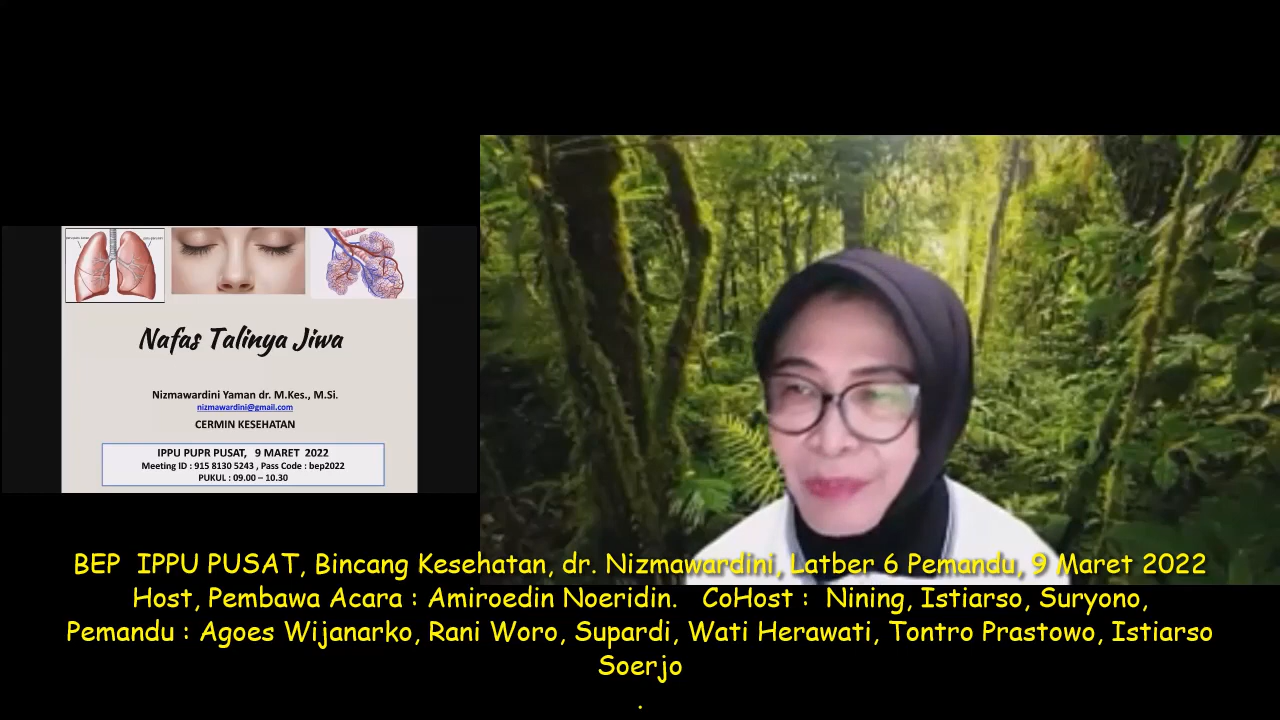 Nafas Talinya Jiwa
Nizmawardini Yaman dr. M.Kes., M.Si.
nizmawardini@gmail.com
CERMIN KESEHATAN
IPPU PUPR PUSAT, 9 MARET 2022
Meeting ID : 915 8130 5243 , Pass Code : bep2022
PUKUL : 09.00 – 10.30
BEP IPPU PUSAT, Bincang Kesehatan, dr. Nizmawardini, Latber 6 Pemandu, 9 Maret 2022
Host, Pembawa Acara : Amiroedin Noeridin. CoHost : Nining, Istiarso, Suryono,
Pemandu : Agoes Wijanarko, Rani Woro, Supardi, Wati Herawati, Tontro Prastowo, Istiarso
Soerjo
.